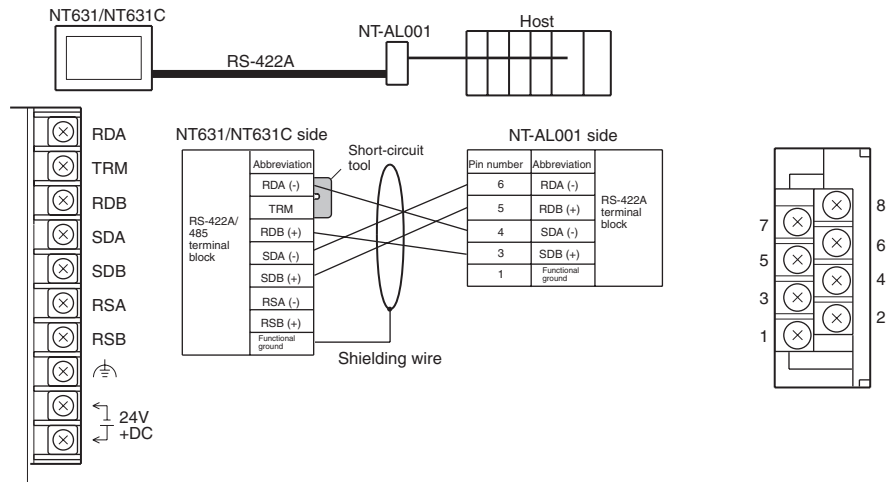 NT631/NT631C
NT-AL001
Host
RS-422A
RDA
TRM
RDB
SDA
SDB
RSA
RSB
24V
+DC
NT631/NT631C side
Short-circuit
tool
RS-422A/
485
terminal
block
Abbreviation
RDA (-)
TRM
RDB (+)
SDA (-)
SDB (+)
RSA (-)
RSB (+)
Functional
ground
Shielding wire
NT-AL001 side
Pin number Abbreviation
6 RDA (-)
5 RDB (+)
4 SDA (-)
3 SDB (+)
1 Functional
ground
RS-422A
terminal
block
8
7
6
5
4
3
2
1